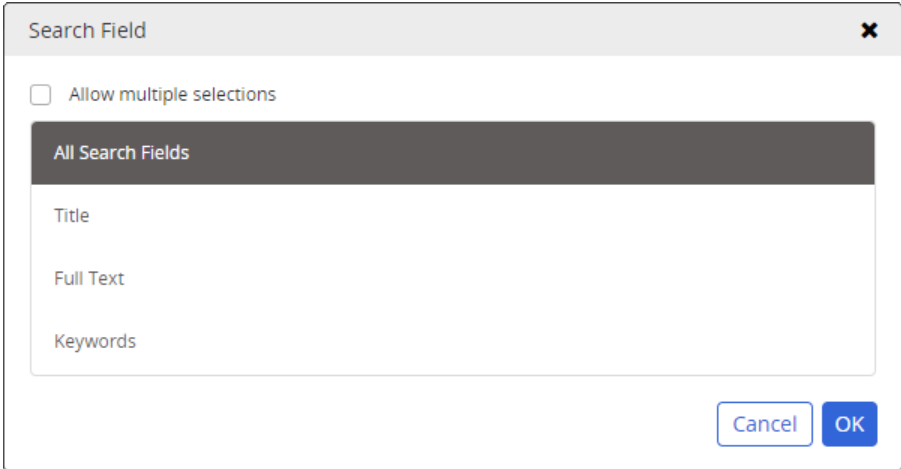 Search Field
Allow multiple selections
All Search Fields
Title
Full Text
Keywords
Cancel OK